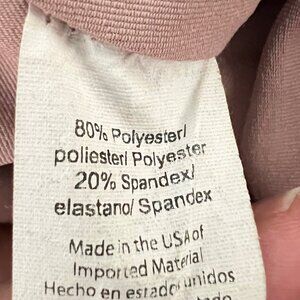 80% Polyester/
poliester/ Polyester
20% Spandex/
elastano/ Spandex
Made in the USA of
Imported Material
Hecho en estados unidos